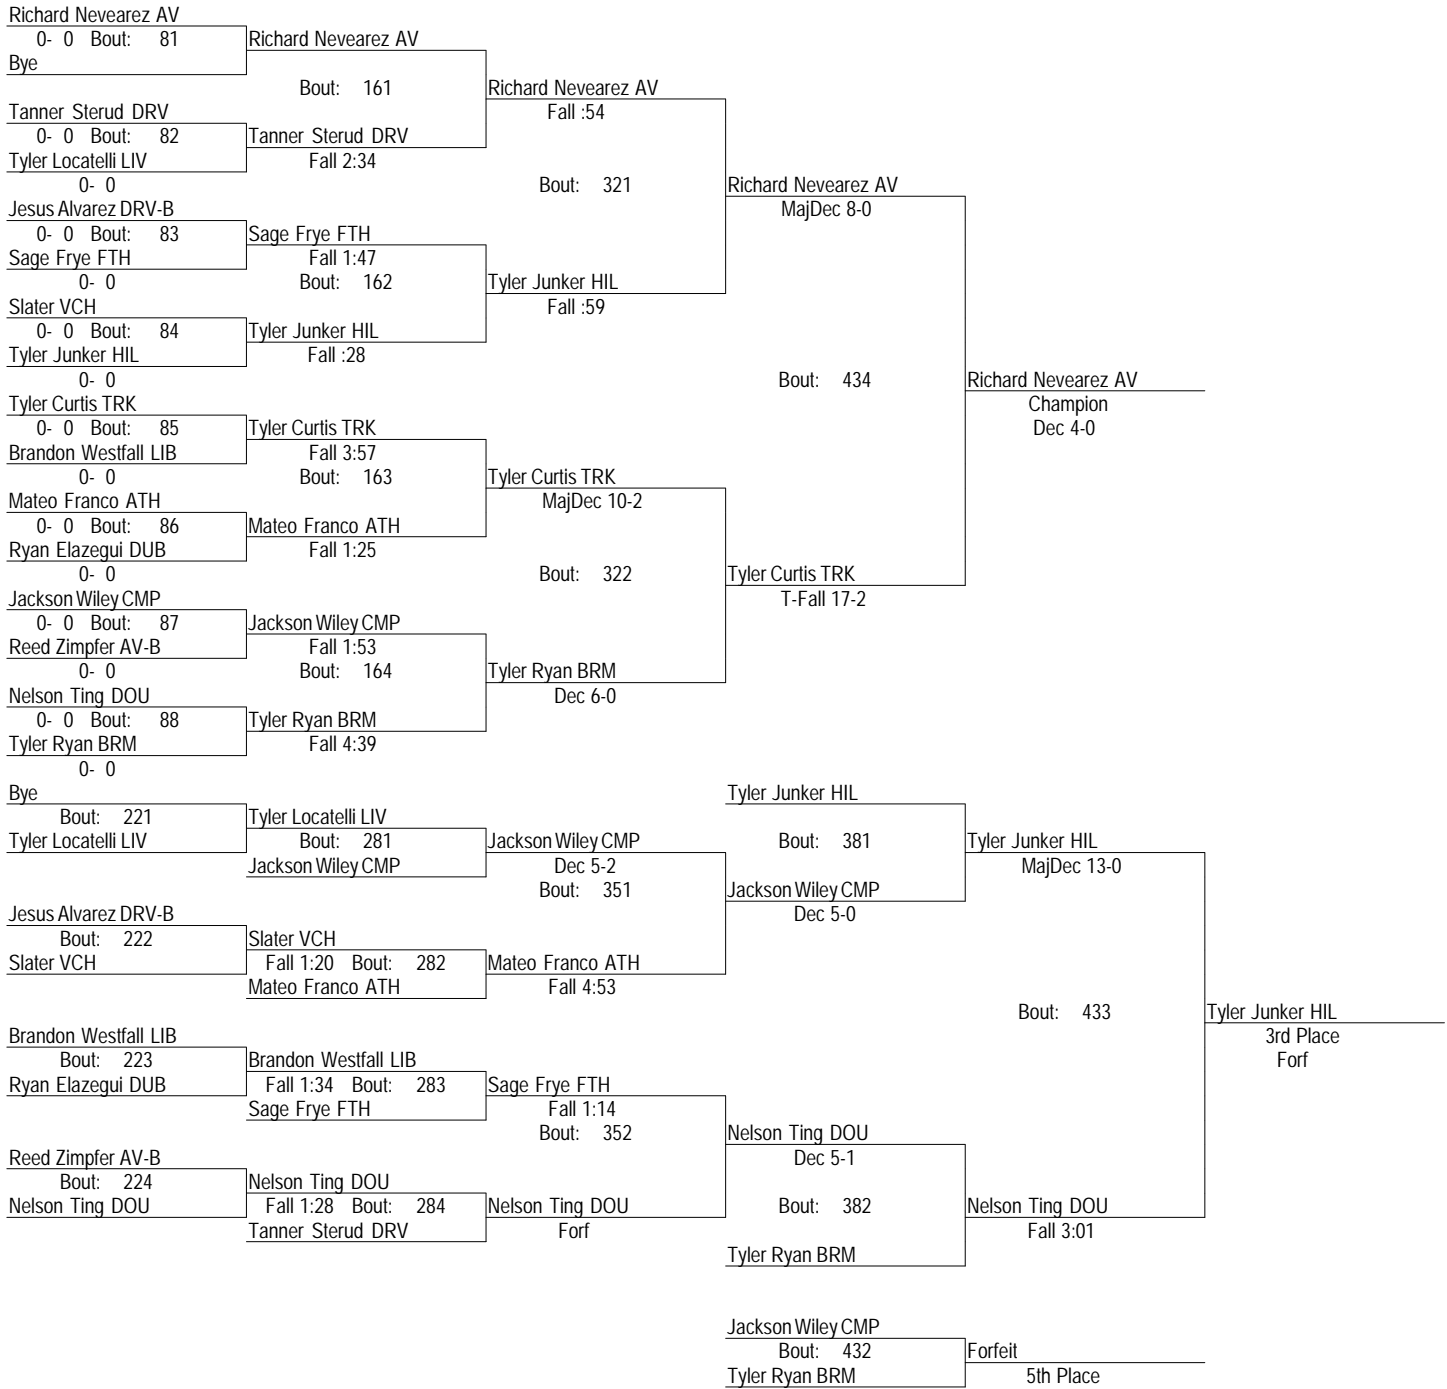 Richard Nevearez AV
0- 0 Bout: 81
Richard Nevearez AV
Bye
Bout: 161
Richard Nevearez AV
Tanner Sterud DRV
Fall :54
0- 0 Bout: 82
Tanner Sterud DRV
Tyler Locatelli LIV
Fall 2:34
0- 0
Bout: 321
Richard Nevearez AV
Jesus Alvarez DRV-B
MajDec 8-0
0- 0 Bout: 83
Sage Frye FTH
Sage Frye FTH
Fall 1:47
0- 0
Bout: 162
Tyler Junker HIL
Slater VCH
Fall :59
0- 0 Bout: 84
Tyler Junker HIL
Tyler Junker HIL
Fall :28
0- 0
Bout: 434
Richard Nevearez AV
Tyler Curtis TRK
Champion
0- 0 Bout: 85
Tyler Curtis TRK
Dec 4-0
Brandon Westfall LIB
Fall 3:57
0- 0
Bout: 163
Tyler Curtis TRK
Mateo Franco ATH
MajDec 10-2
0- 0 Bout: 86
Mateo Franco ATH
Ryan Elazegui DUB
Fall 1:25
0- 0
Bout: 322
Tyler Curtis TRK
Jackson Wiley CMP
T-Fall 17-2
0- 0 Bout: 87
Jackson Wiley CMP
Reed Zimpfer AV-B
Fall 1:53
0- 0
Bout: 164
Tyler Ryan BRM
Nelson Ting DOU
Dec 6-0
0- 0 Bout: 88
Tyler Ryan BRM
Tyler Ryan BRM
Fall 4:39
0- 0
Bye
Tyler Junker HIL
Bout: 221
Tyler Locatelli LIV
Tyler Locatelli LIV
Bout: 281
Jackson Wiley CMP
Bout: 381
Tyler Junker HIL
Jackson Wiley CMP
Dec 5-2
MajDec 13-0
Bout: 351
Jackson Wiley CMP
Jesus Alvarez DRV-B
Dec 5-0
Bout: 222
Slater VCH
Slater VCH
Fall 1:20 Bout: 282
Mateo Franco ATH
Mateo Franco ATH
Fall 4:53
Bout: 433
Tyler Junker HIL
Brandon Westfall LIB
3rd Place
Bout: 223
Brandon Westfall LIB
Forf
Ryan Elazegui DUB
Fall 1:34 Bout: 283
Sage Frye FTH
Sage Frye FTH
Fall 1:14
Bout: 352
Nelson Ting DOU
Reed Zimpfer AV-B
Dec 5-1
Bout: 224
Nelson Ting DOU
Nelson Ting DOU
Fall 1:28 Bout: 284
Nelson Ting DOU
Bout: 382
Nelson Ting DOU
Tanner Sterud DRV
Forf
Fall 3:01
Tyler Ryan BRM
Jackson Wiley CMP
Bout: 432
Forfeit
Tyler Ryan BRM
5th Place